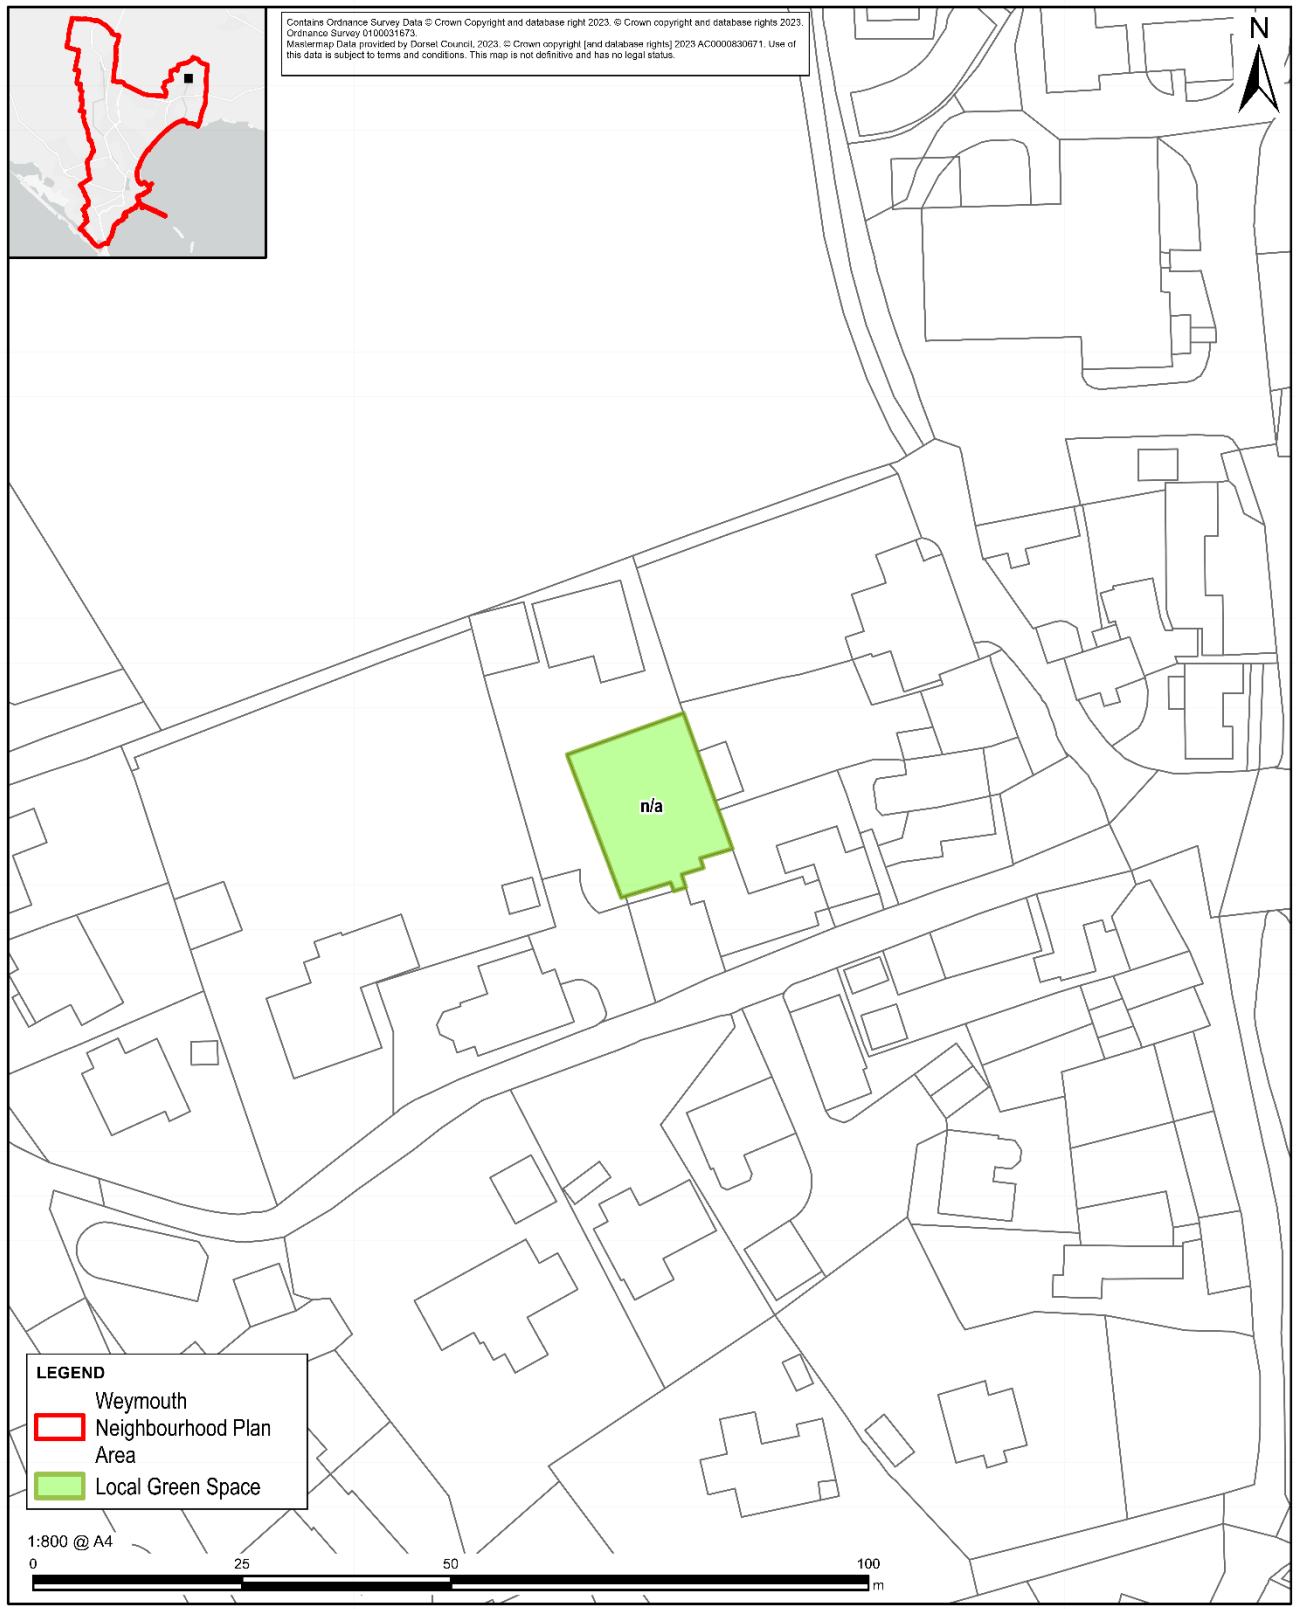 Contains Ordnance Survey Data © Crown Copyright and database right 2023. © Crown copyright and database rights 2023.
Ordnance Survey 0100031673.
Mastermap Data provided by Dorset Council, 2023. © Crown copyright [and database rights] 2023 AC0000830671. Use of
this data is subject to terms and conditions. This map is not definitive and has no legal status.
N
n/a
LEGEND
Weymouth
Neighbourhood Plan
Area
Local Green Space
1:800 @ A4
0 25 50 100
m